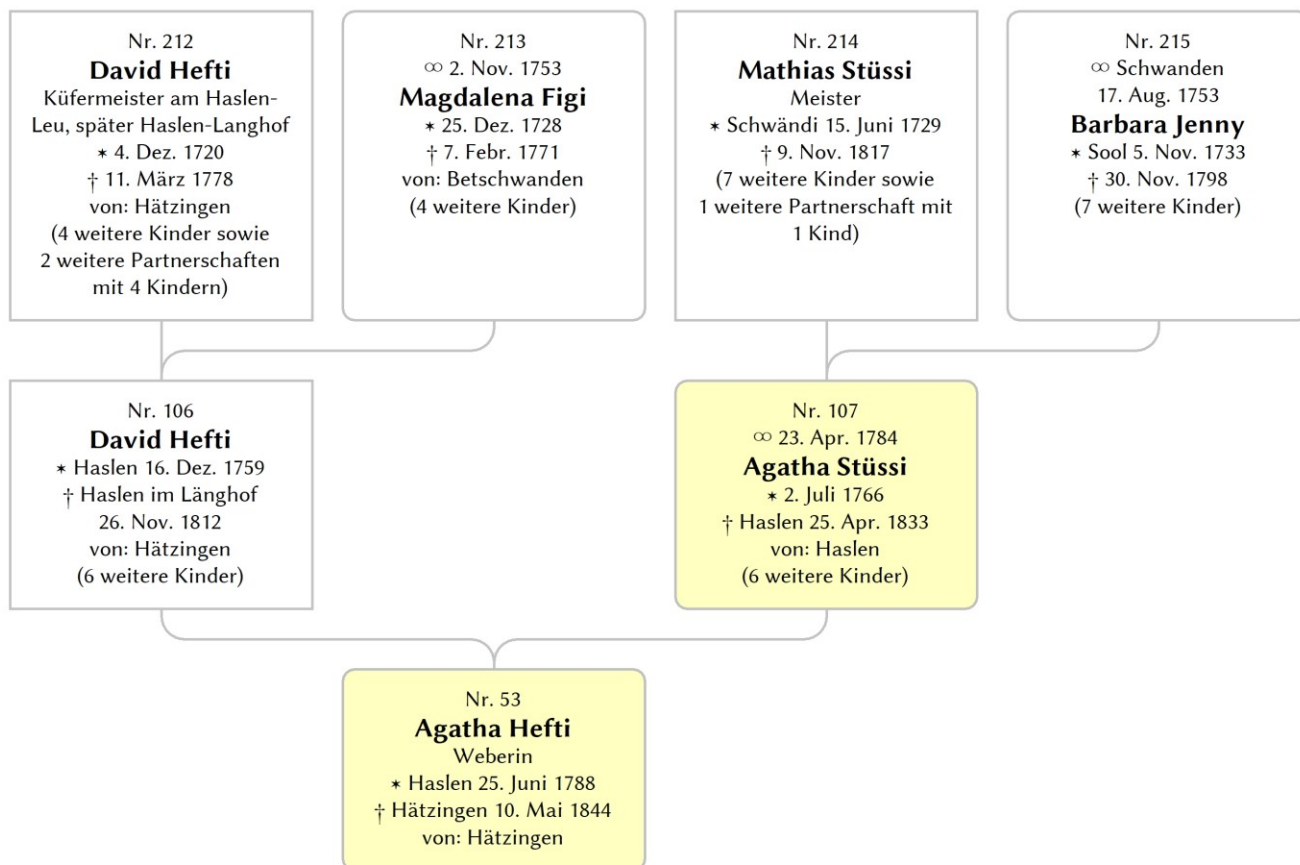 Nr. 212
David Hefti
Küfermeister am Haslen-
Leu, später Haslen-Langhof
✶ 4. Dez. 1720
† 11. März 1778
von: Hätzingen
(4 weitere Kinder sowie
2 weitere Partnerschaften
mit 4 Kindern)
Nr. 213
∞ 2. Nov. 1753
Magdalena Figi
✶ 25. Dez. 1728
† 7. Febr. 1771
von: Betschwanden
(4 weitere Kinder)
Nr. 214
Mathias Stüssi
Meister
✶ Schwändi 15. Juni 1729
† 9. Nov. 1817
(7 weitere Kinder sowie
1 weitere Partnerschaft mit
1 Kind)
Nr. 215
∞ Schwanden
17. Aug. 1753
Barbara Jenny
✶ Sool 5. Nov. 1733
† 30. Nov. 1798
(7 weitere Kinder)
Nr. 106
David Hefti
✶ Haslen 16. Dez. 1759
† Haslen im Länghof
26. Nov. 1812
von: Hätzingen
(6 weitere Kinder)
Nr. 107
∞ 23. Apr. 1784
Agatha Stüssi
✶ 2. Juli 1766
† Haslen 25. Apr. 1833
von: Haslen
(6 weitere Kinder)
Nr. 53
Agatha Hefti
Weberin
✶ Haslen 25. Juni 1788
† Hätzingen 10. Mai 1844
von: Hätzingen